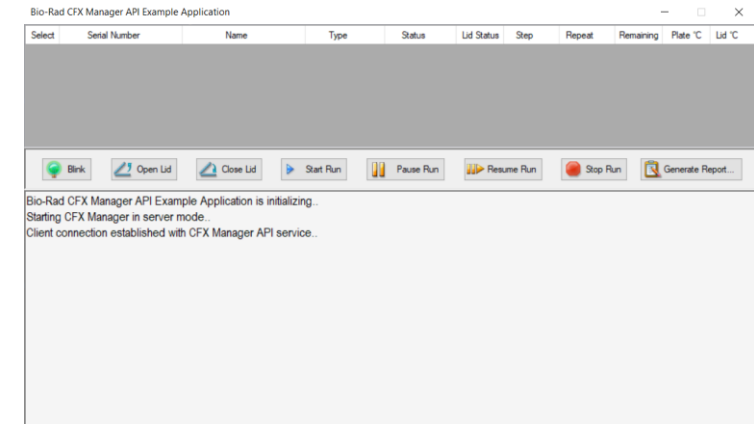 Bio-Rad CFX Manager API Example Application
Select Serial Number Name Type Status Lid Status Step Repeat Remaining Plate °C Lid °C
Blink Open Lid Close Lid Start Run Pause Run Resume Run Stop Run Generate Report...
Bio-Rad CFX Manager API Example Application is initializing..
Starting CFX Manager in server mode..
Client connection established with CFX Manager API service..